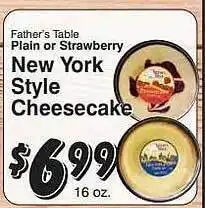 Father's Table
Plain or Strawberry
New York
Style
Cheesecake
$6.99
16 oz.